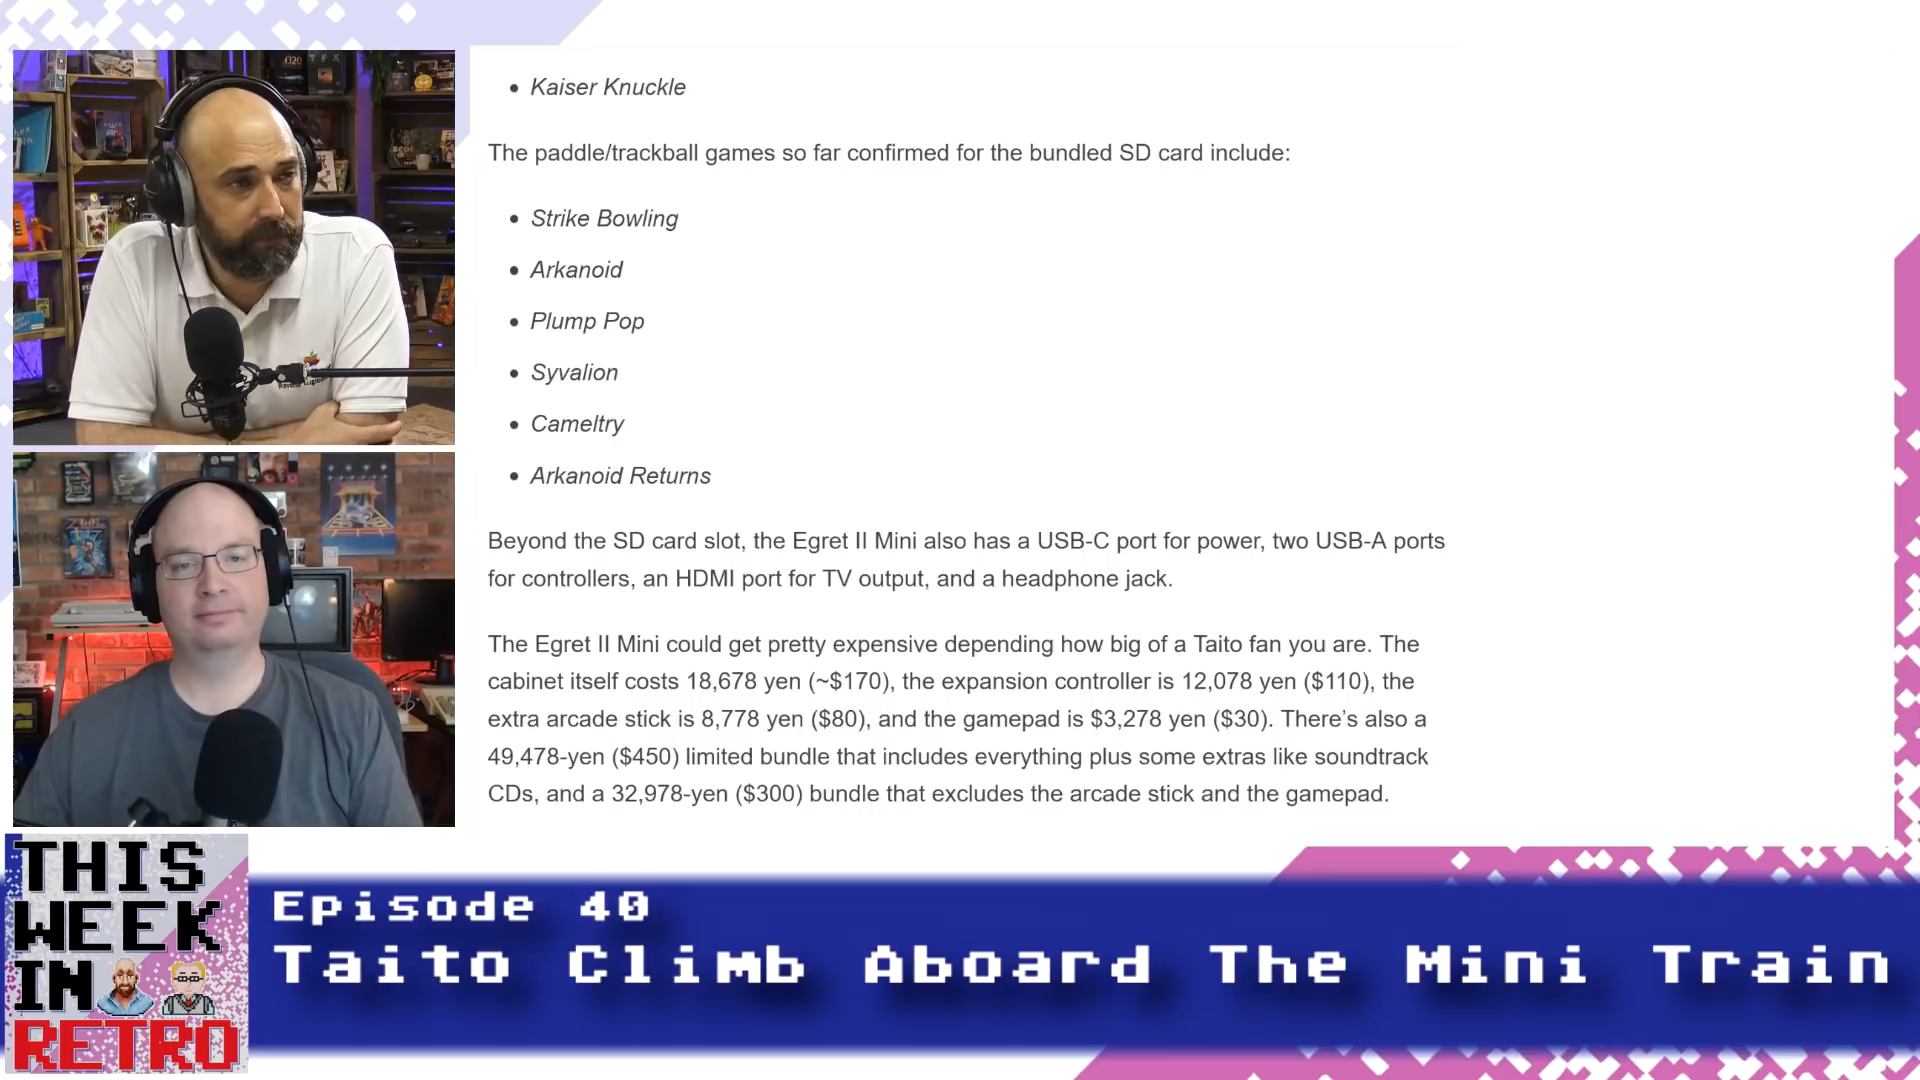 • Kaiser Knuckle
The paddle/trackball games so far confirmed for the bundled SD card include:
• Strike Bowling
• Arkanoid
• Plump Pop
• Syvalion
• Cameltry
• Arkanoid Returns
Beyond the SD card slot, the Egret II Mini also has a USB-C port for power, two USB-A ports
for controllers, an HDMI port for TV output, and a headphone jack.
The Egret II Mini could get pretty expensive depending how big of a Taito fan you are. The
cabinet itself costs 18,678 yen (~$170), the expansion controller is 12,078 yen ($110), the
extra arcade stick is 8,778 yen ($80), and the gamepad is $3,278 yen ($30). There's also a
49,478-yen ($450) limited bundle that includes everything plus some extras like soundtrack
CDs, and a 32,978-yen ($300) bundle that excludes the arcade stick and the gamepad.
THIS
WEEK
IN
RETRO
Episode 40
Taito Climb Aboard The Mini Train